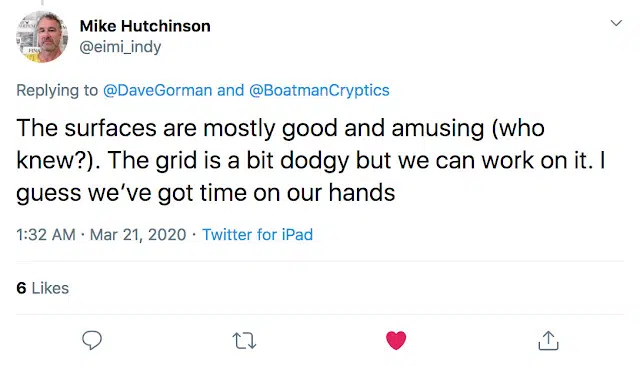 Mike Hutchinson
@eimi_indy
Replying to @DaveGorman and @BoatmanCryptics
The surfaces are mostly good and amusing (who
knew?). The grid is a bit dodgy but we can work on it. I
guess we’ve got time on our hands
1:32 AM · Mar 21, 2020 · Twitter for iPad
6 Likes